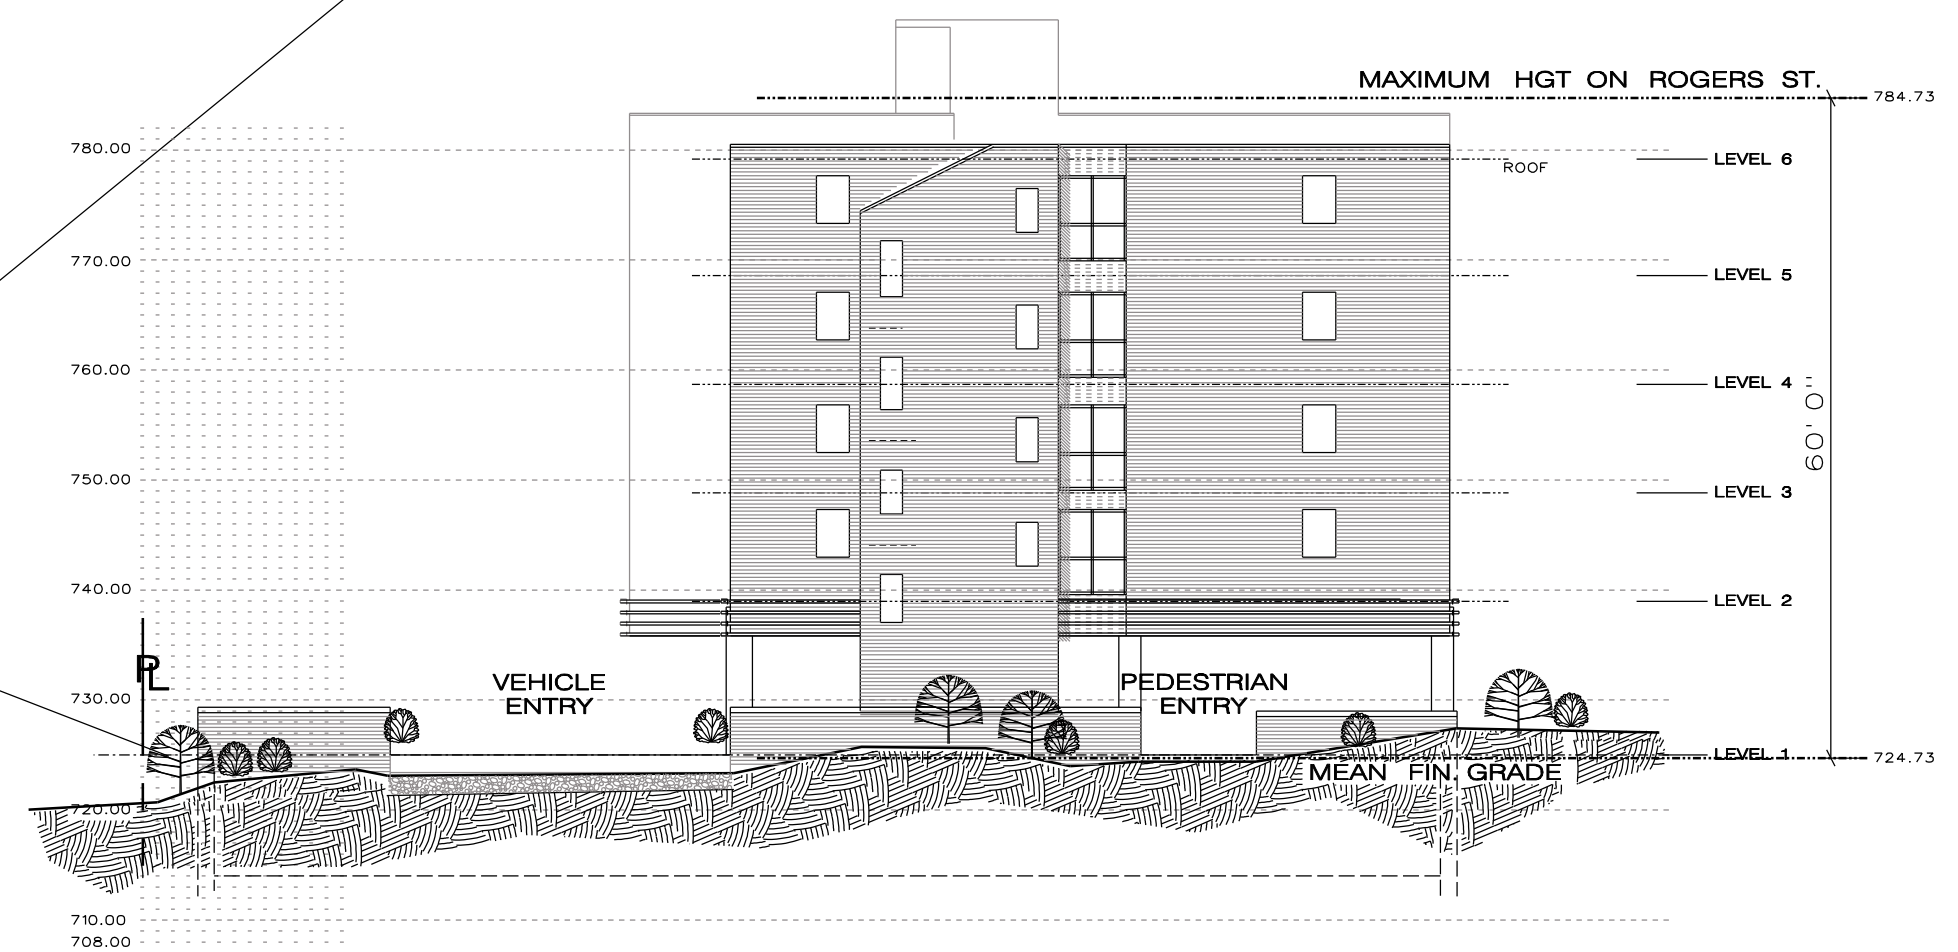 MAXIMUM HGT ON ROGERS ST.
784.73
780.00
LEVEL 6
ROOF
770.00
LEVEL 5
760.00
LEVEL 4
60'.0"
750.00
LEVEL 3
740.00
LEVEL 2
PL
VEHICLE
ENTRY
PEDESTRIAN
ENTRY
730.00
LEVEL 1
724.73
MEAN FIN. GRADE
720.00
710.00
708.00